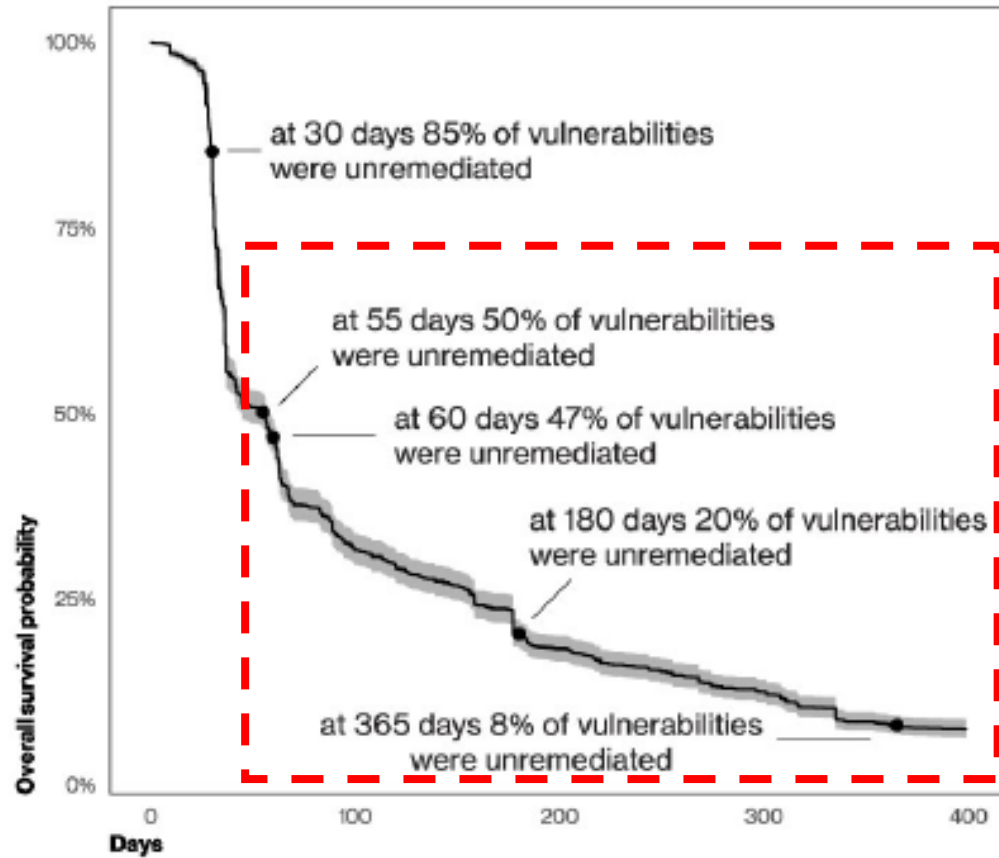 100%
at 30 days 85% of vulnerabilities
were unremediated
75%
at 55 days 50% of vulnerabilities
were unremediated
50%
at 60 days 47% of vulnerabilities
were unremediated
at 180 days 20% of vulnerabilities
were unremediated
25%
at 365 days 8% of vulnerabilities
were unremediated
0%
Overall survival probability
0 100 200 300 400
Days